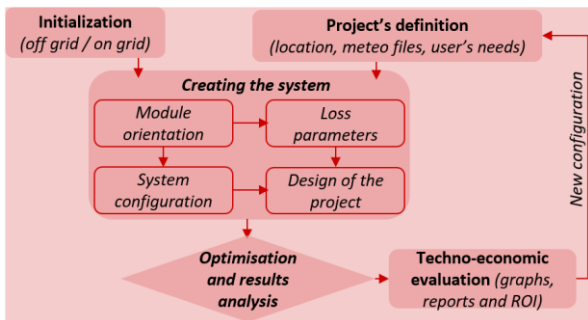 Initialization
(off grid / on grid)
Project's definition
(location, meteo files, user's needs)
Creating the system
Module
orientation
Loss
parameters
System
configuration
Design of the
project
Optimisation
and results
analysis
Techno-economic
evaluation (graphs,
reports and ROI)
New configuration